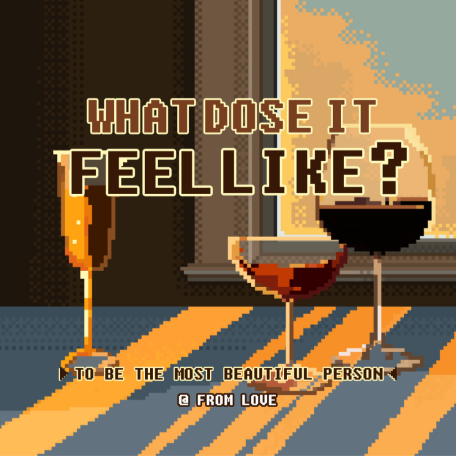 WHAT DOSE IT
FEEL LIKE?
TO BE THE MOST BEAUTIFUL PERSON
@ FROM LOVE